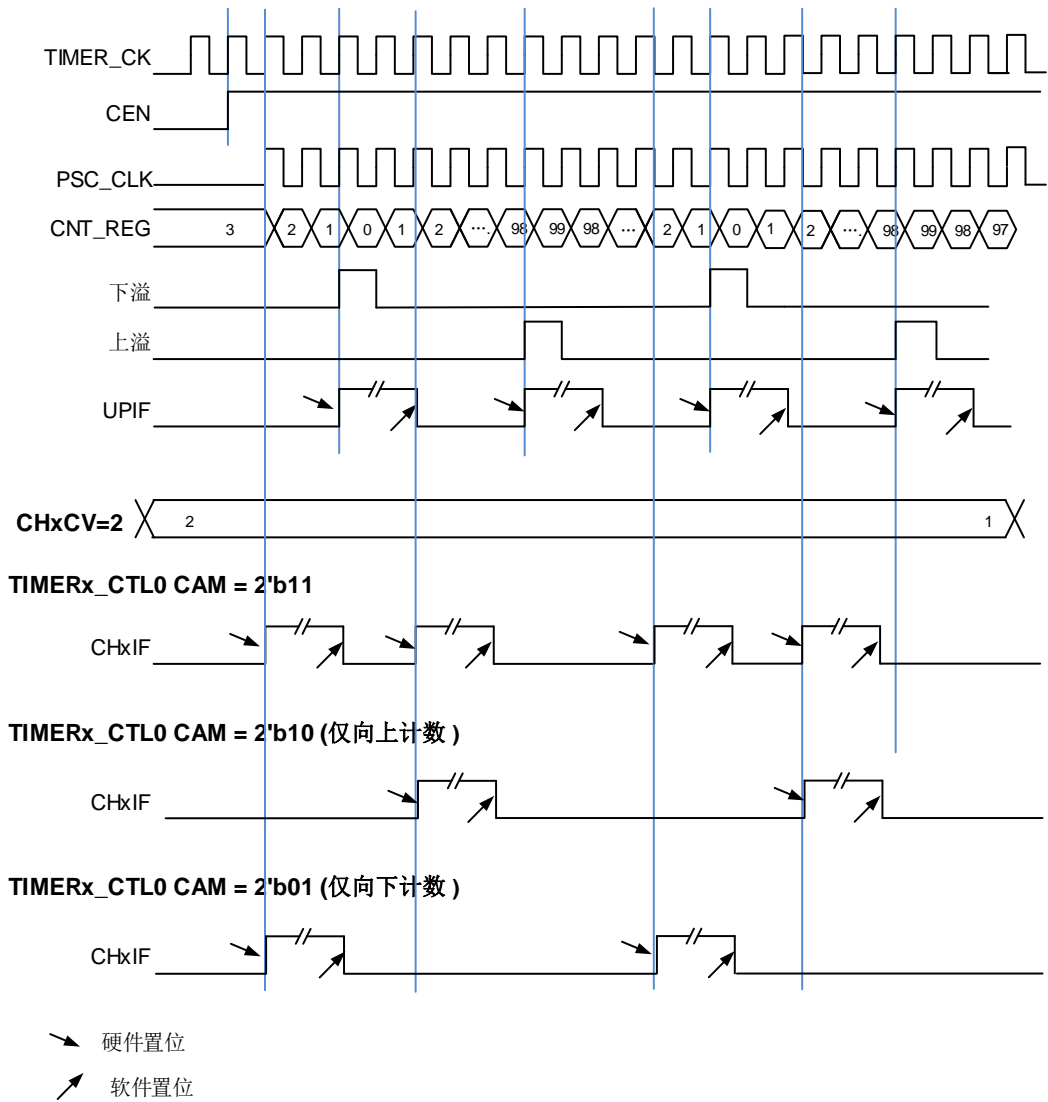 TIMER_CK
CEN
PSC_CLK
CNT_REG 3 2 1 0 1 2 .... 98 99 98 ... 2 1 0 1 2 .... 98 99 98 97
下溢
上溢
UPIF
CHxCV=2 2 1
TIMERx_CTL0 CAM = 2'b11
CHxIF
TIMERx_CTL0 CAM = 2'b10 (仅向上计数 )
CHxIF
TIMERx_CTL0 CAM = 2'b01 (仅向下计数 )
CHxIF
硬件置位
软件置位